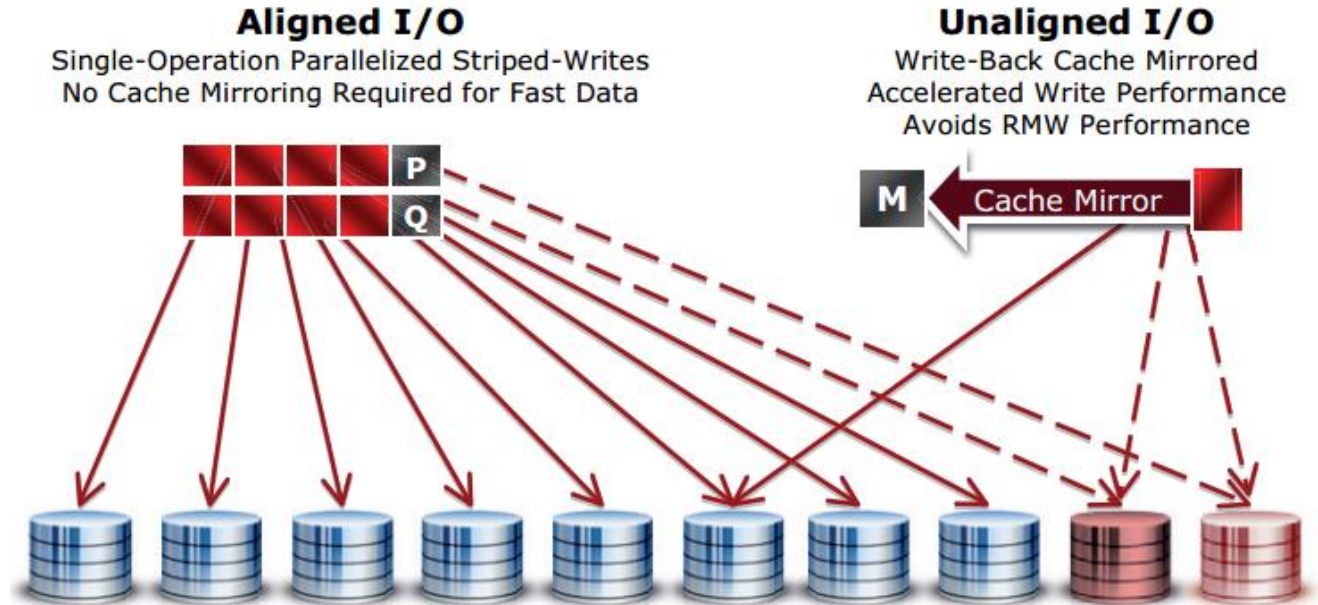 Aligned I/O
Single-Operation Parallelized Striped-Writes
No Cache Mirroring Required for Fast Data
P
Q
Unaligned I/O
Write-Back Cache Mirrored
Accelerated Write Performance
Avoids RMW Performance
M
Cache Mirror